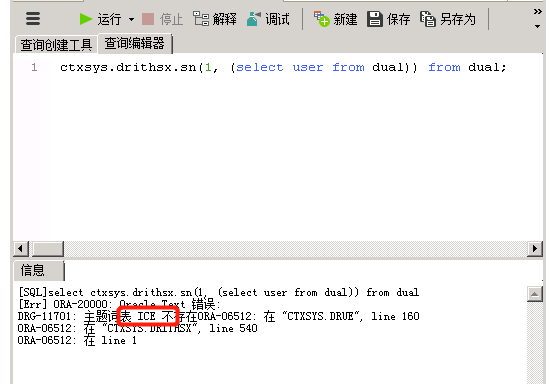 运行 停止 解释 调试 新建 保存 另存为 »
查询创建工具 查询编辑器
1 ctxsys.drithsx.sn(1, (select user from dual)) from dual;
信息
[SQL]select ctxsys.drithsx.sn(1, (select user from dual)) from dual
[Err] ORA-20000: Oracle Text 错误:
DRG-11701: 主题词表 ICE 不存在ORA-06512: 在 "CTXSYS.DRUE", line 160
ORA-06512: 在 "CTXSYS.DRITHSX", line 540
ORA-06512: 在 line 1